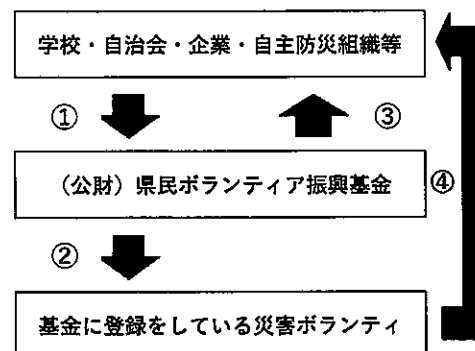 学校・自治会・企業・自主防災組織等
① ③
（公財）県民ボランティア振興基金
④
②
基金に登録をしている災害ボランティ